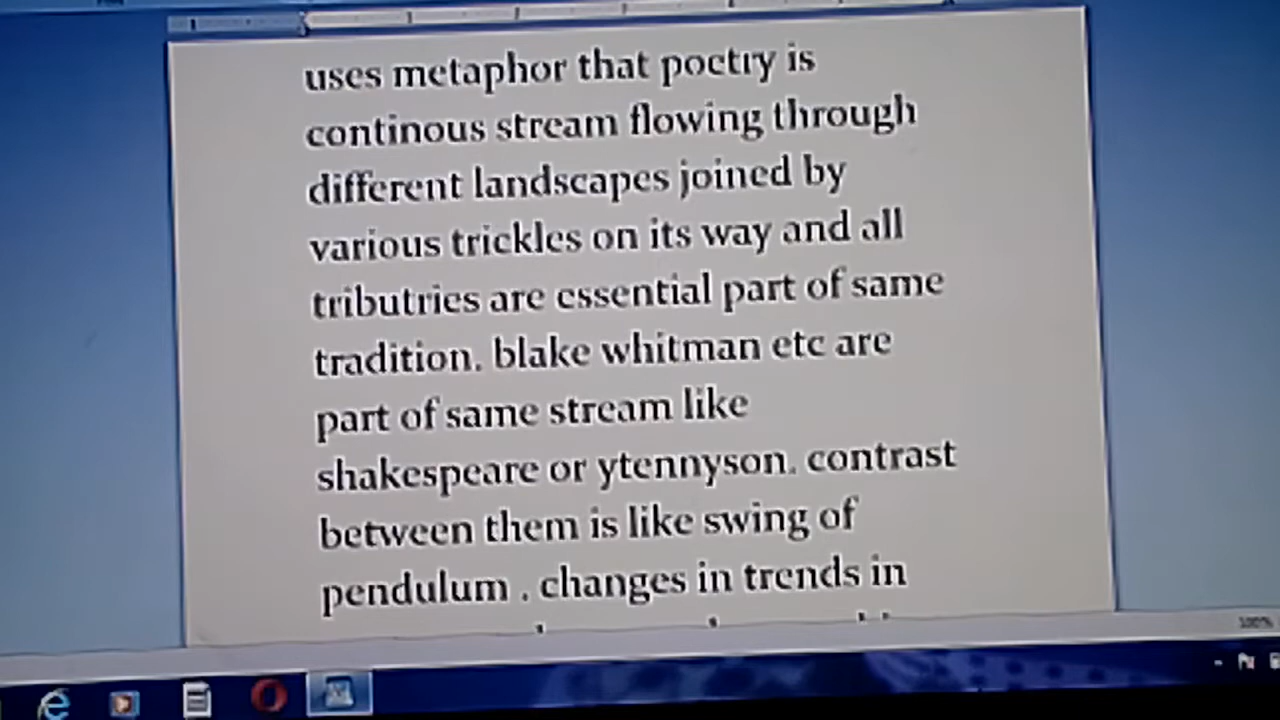 uses metaphor that poetry is
continous stream flowing through
different landscapes joined by
various trickles on its way and all
tributries are essential part of same
tradition. blake whitman etc are
part of same stream like
shakespeare or ytennyson. contrast
between them is like swing of
pendulum . changes in trends in
100%